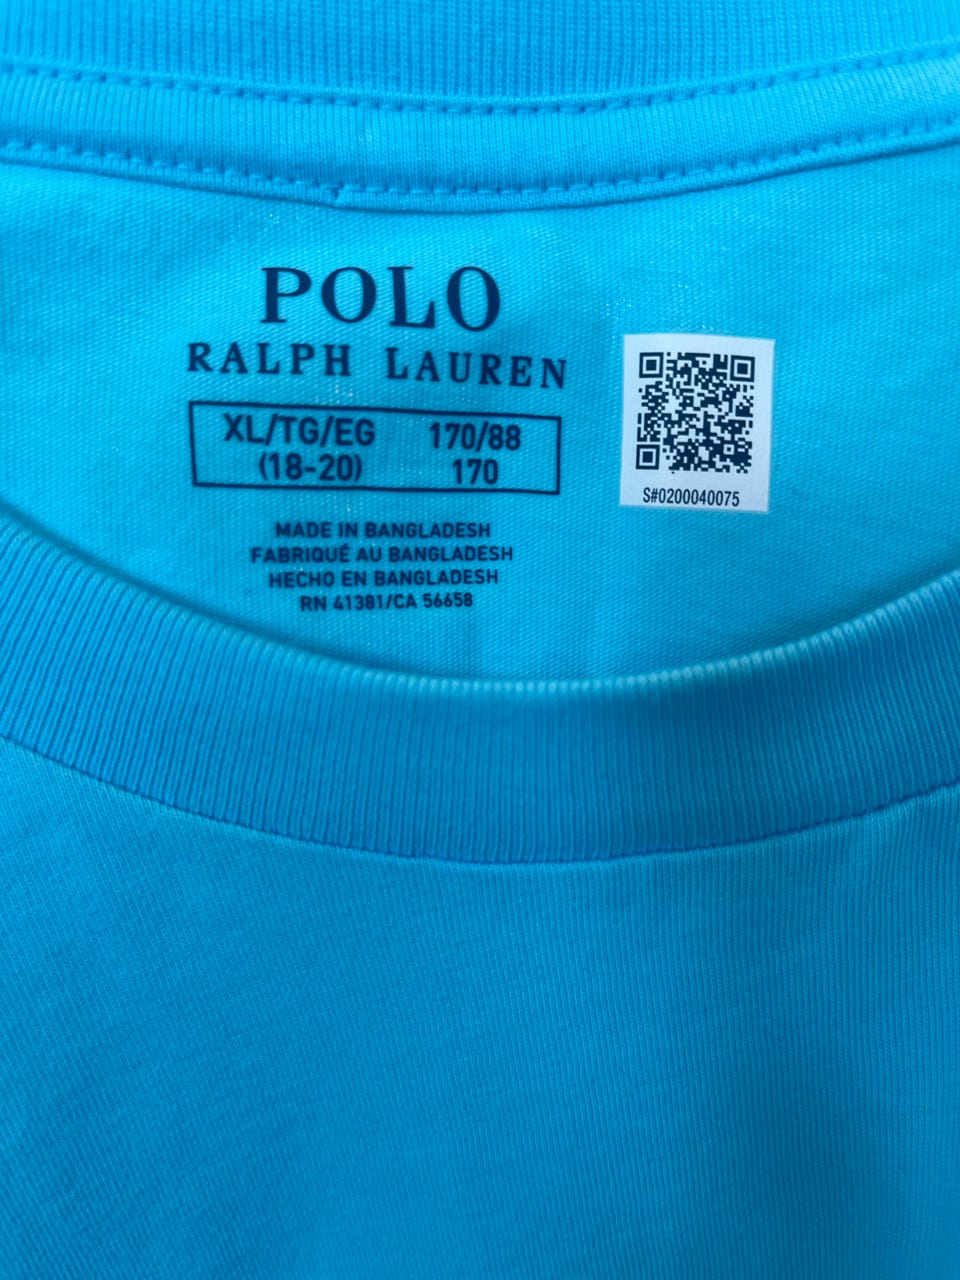 POLO
RALPH LAUREN
XL/TG/EG 170/88
(18-20) 170
MADE IN BANGLADESH
FABRIQUÉ AU BANGLADESH
HECHO EN BANGLADESH
RN 41381/CA 56658
S#0200040075